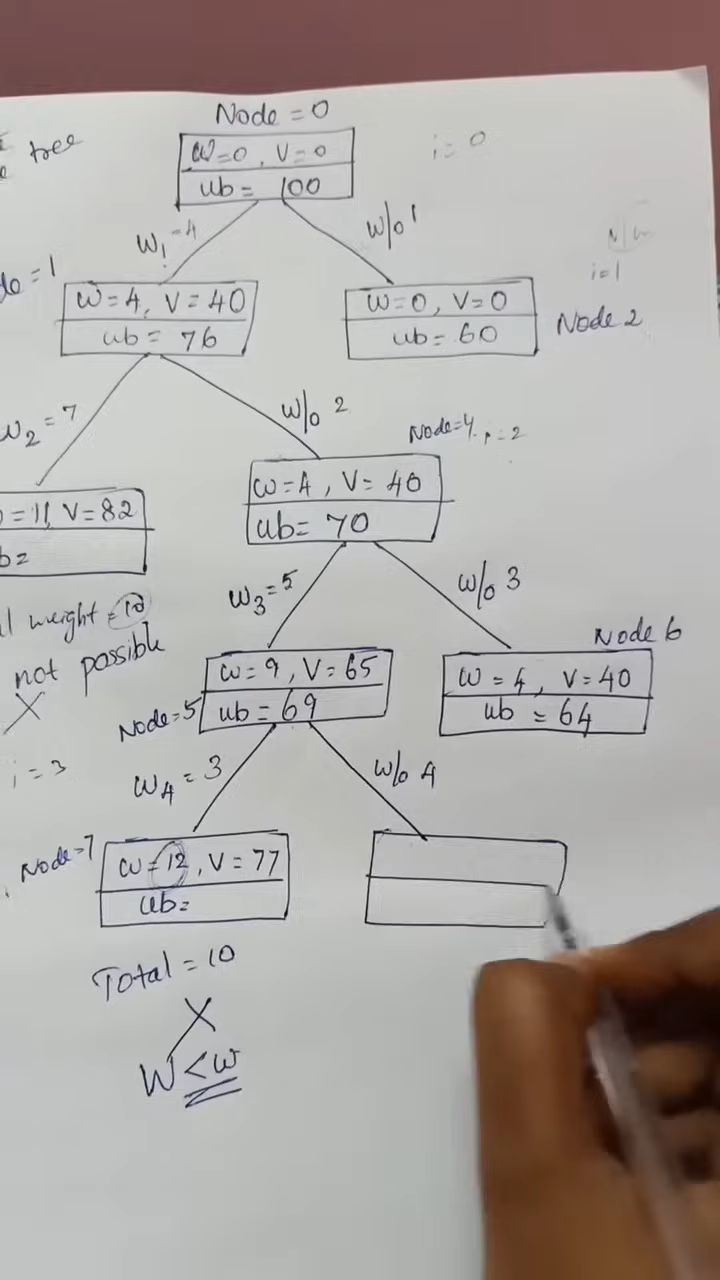 Node = 0
tree
w=0, V=0
i=0
ub= 100
W1=4
w/o 1
i=1
de=1
w=4, V=40
ub= 76
w=0, V=0
ub= 60
Node 2
w2=7
w/o 2
Node=4, i=2
=11, V=82
b=
w=4, V=40
ub= 70
W3=5
w/o 3
l weight =10
not possible
X
Node 6
w=9, V=65
ub=69
w=4, V=40
ub =64
Node=5
i=3
W4=3
w/o 4
Node=7
w=12, V=77
ub=
Total=10
X
W<w